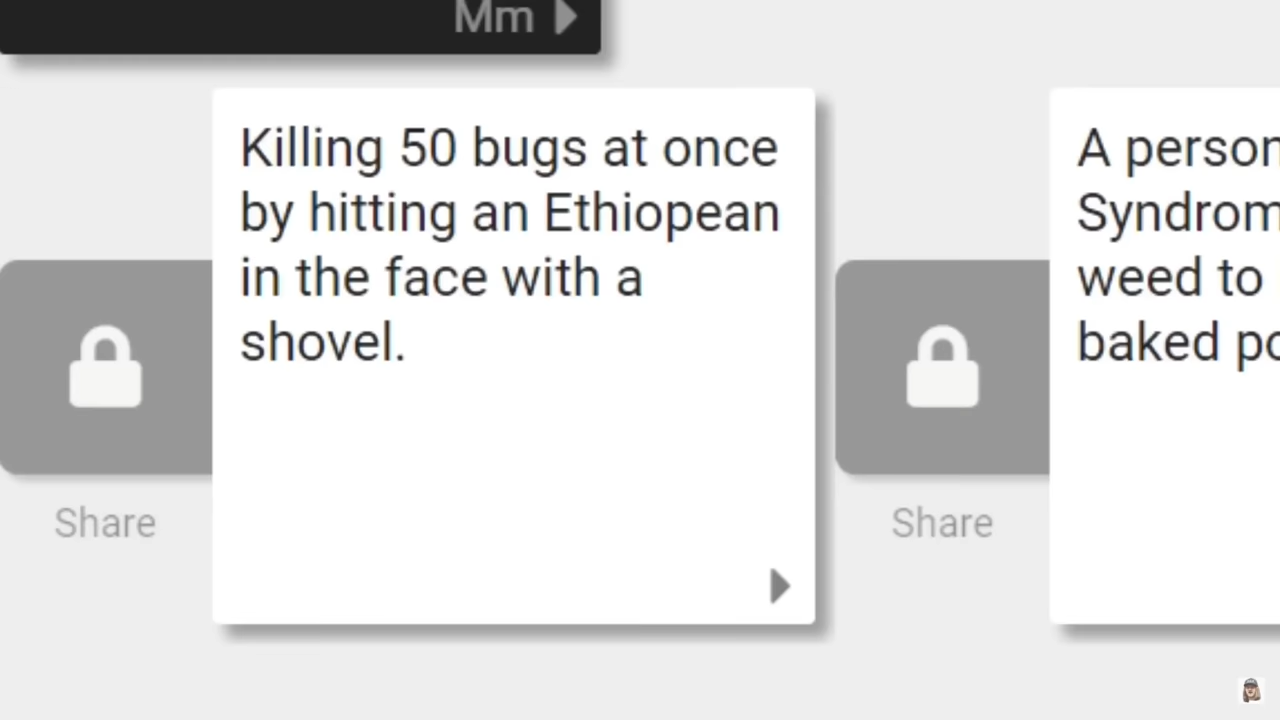 Mm
Killing 50 bugs at once
by hitting an Ethiopean
in the face with a
shovel.
Share
A person
Syndrom
weed to
baked po
Share